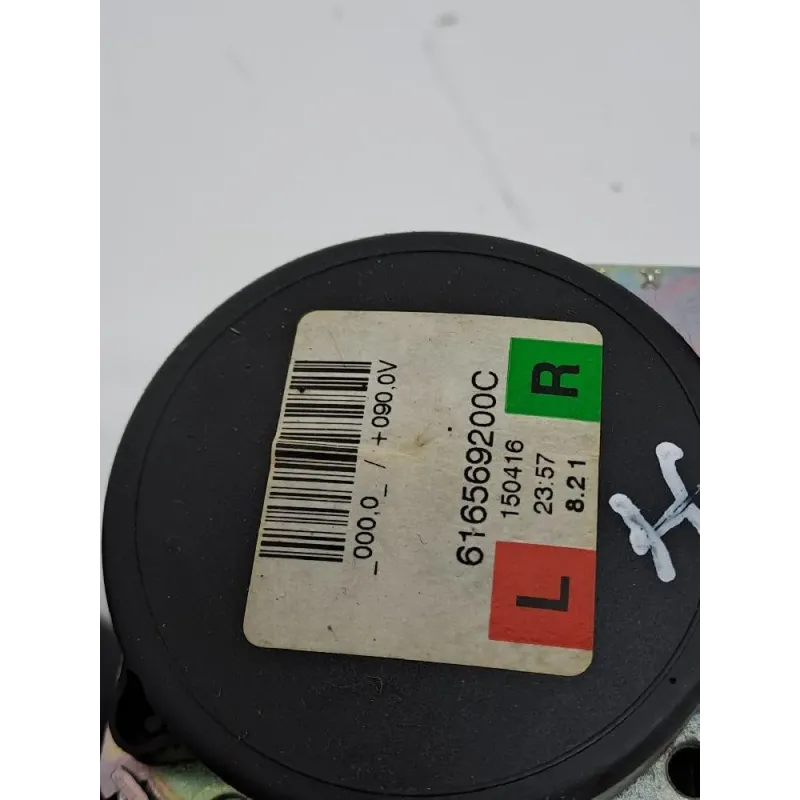 _000,0_ / +090,0V
616569200C
150416
23:57
8.21
L
R